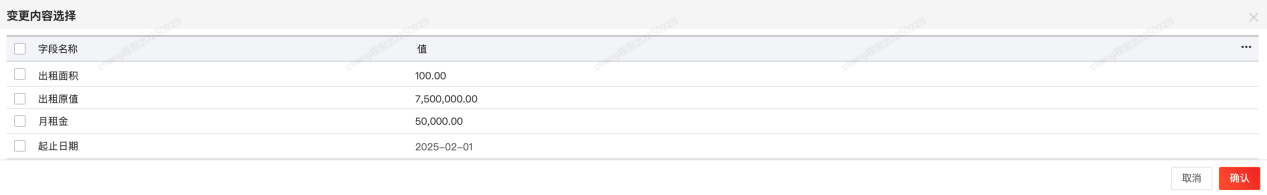 变更内容选择
字段名称 值
出租面积 100.00
出租原值 7,500,000.00
月租金 50,000.00
起止日期 2025-02-01
取消 确认